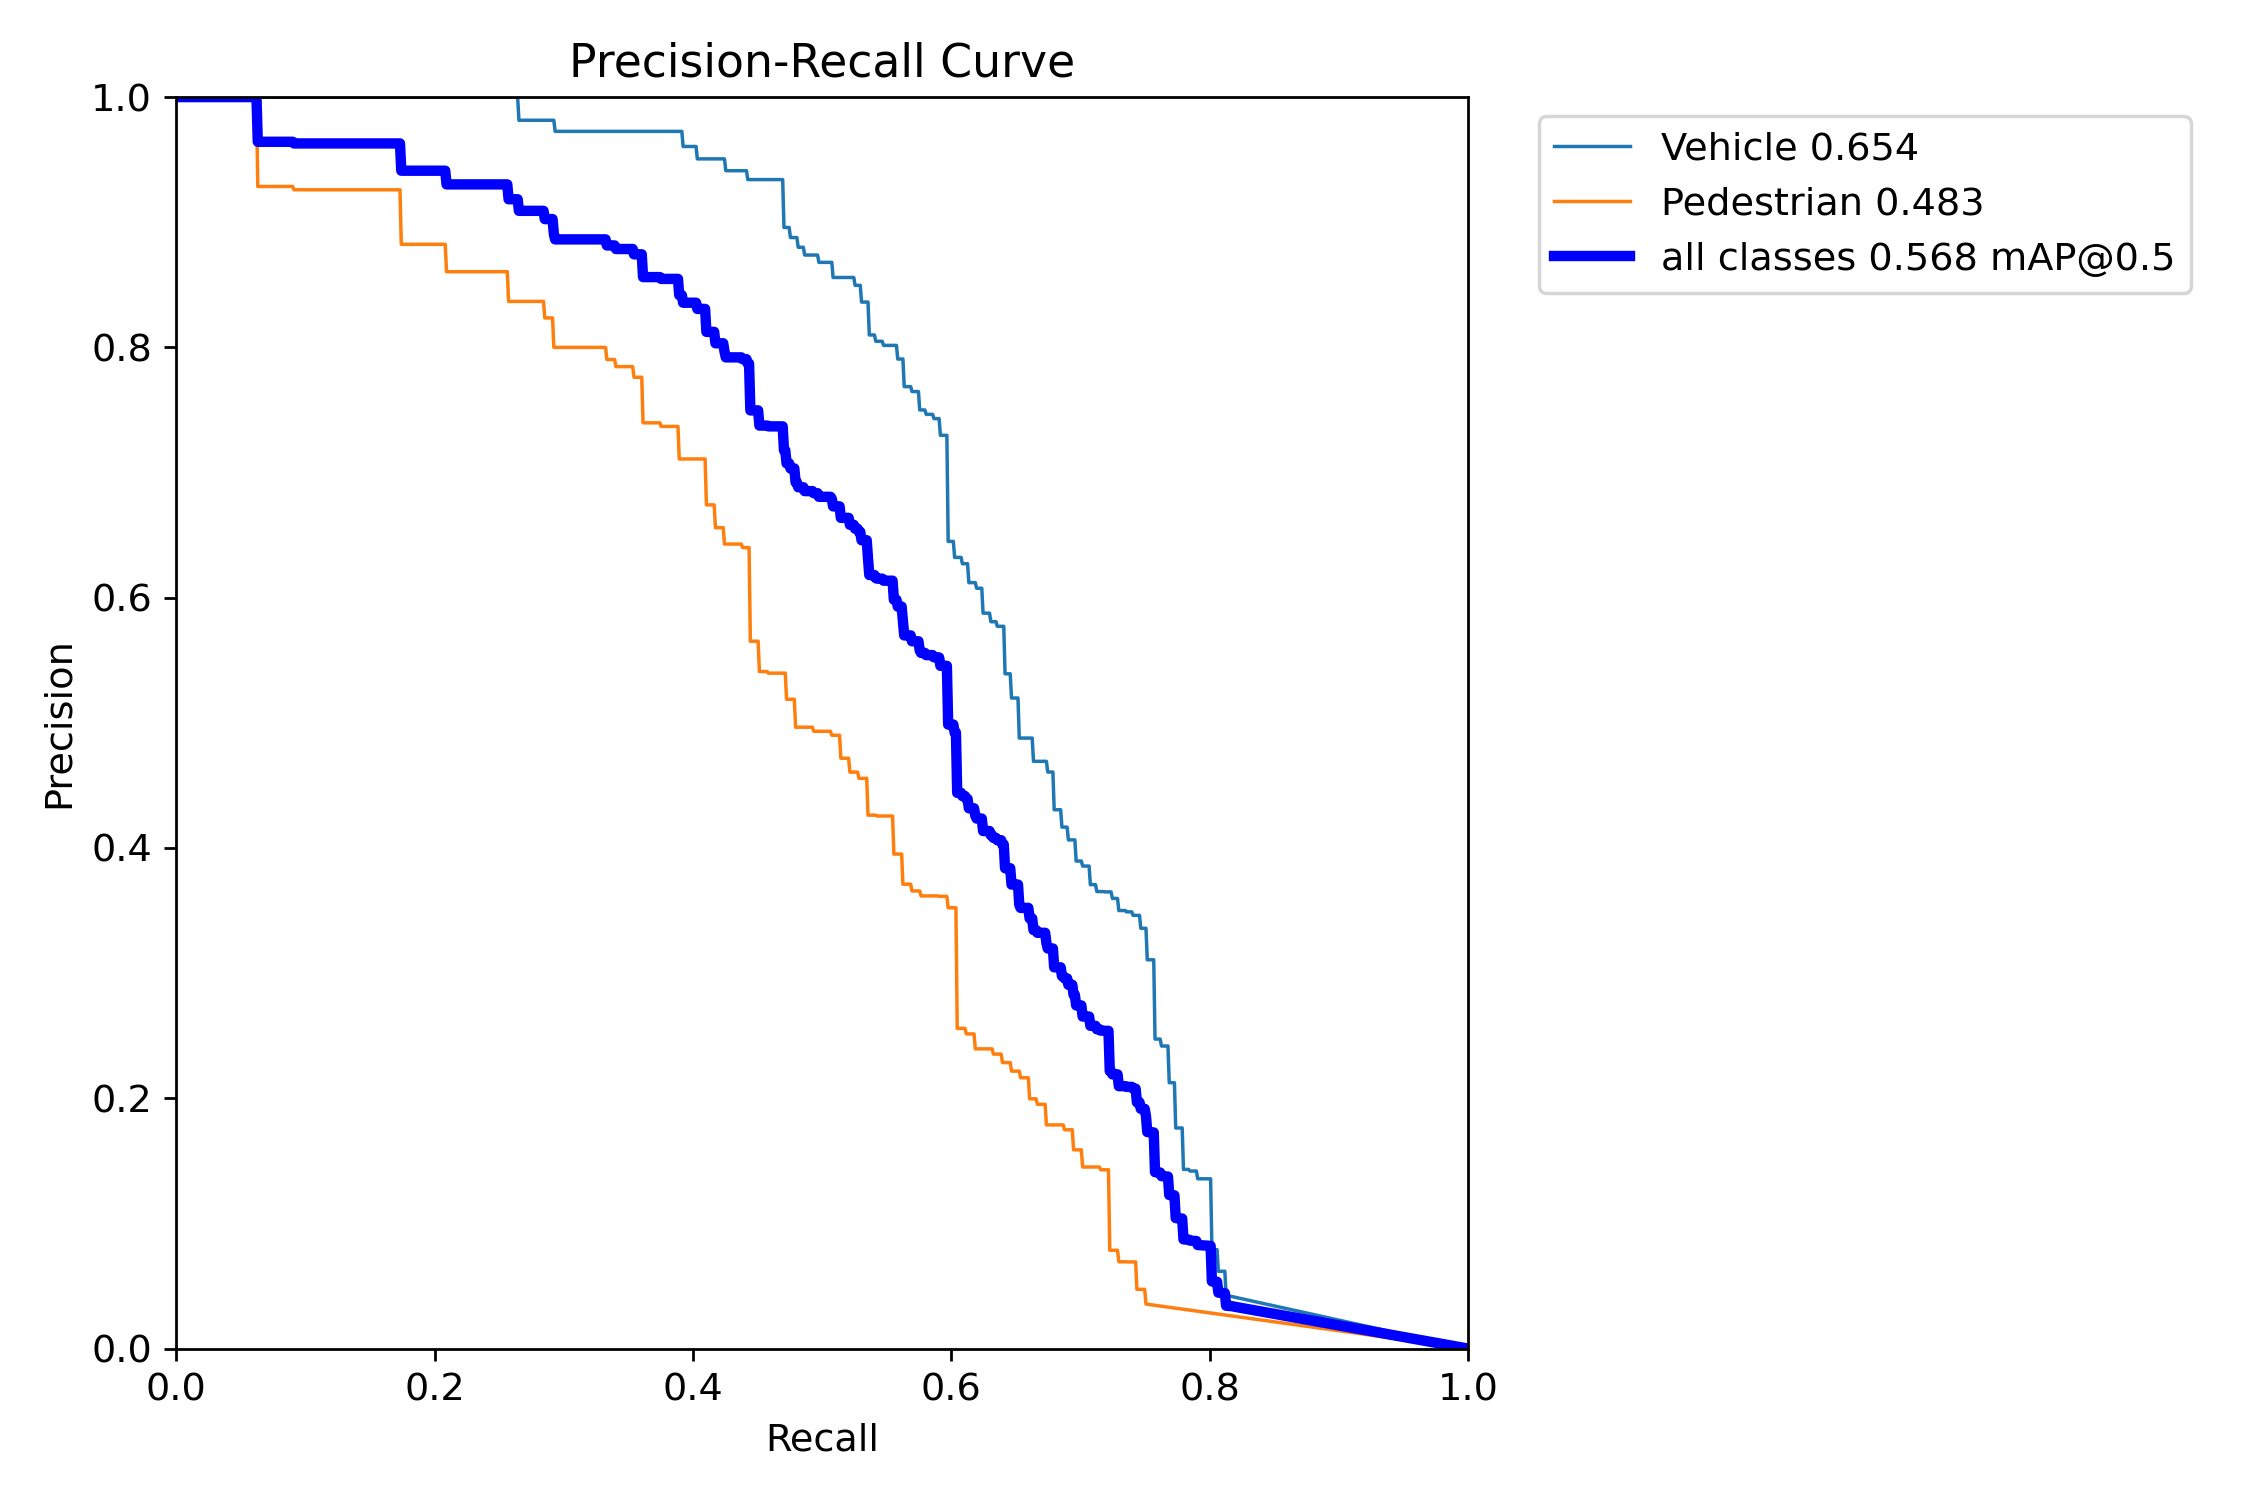 Precision-Recall Curve
1.0
0.8
0.6
0.4
0.2
0.0
Precision
0.0 0.2 0.4 0.6 0.8 1.0
Recall
Vehicle 0.654
Pedestrian 0.483
all classes 0.568 mAP@0.5